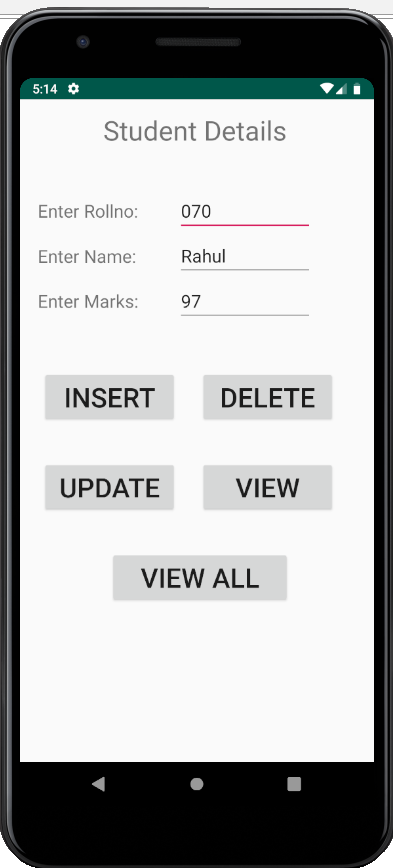 5:14
Student Details
Enter Rollno: 070
Enter Name: Rahul
Enter Marks: 97
INSERT DELETE
UPDATE VIEW
VIEW ALL